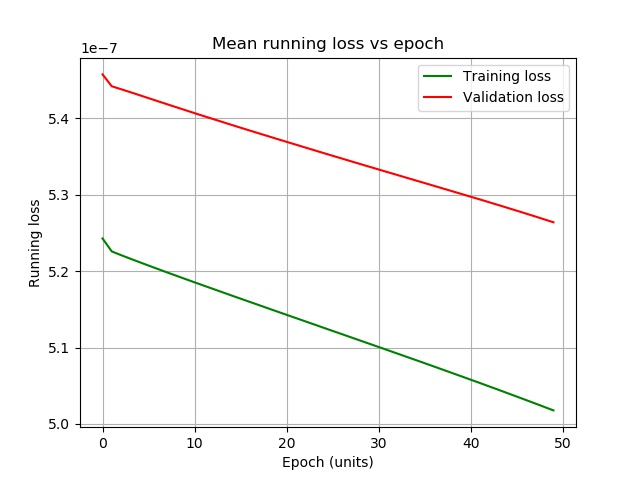 Mean running loss vs epoch
1e−7
Training loss
Validation loss
5.4
5.3
5.2
5.1
5.0
Running loss
0 10 20 30 40 50
Epoch (units)